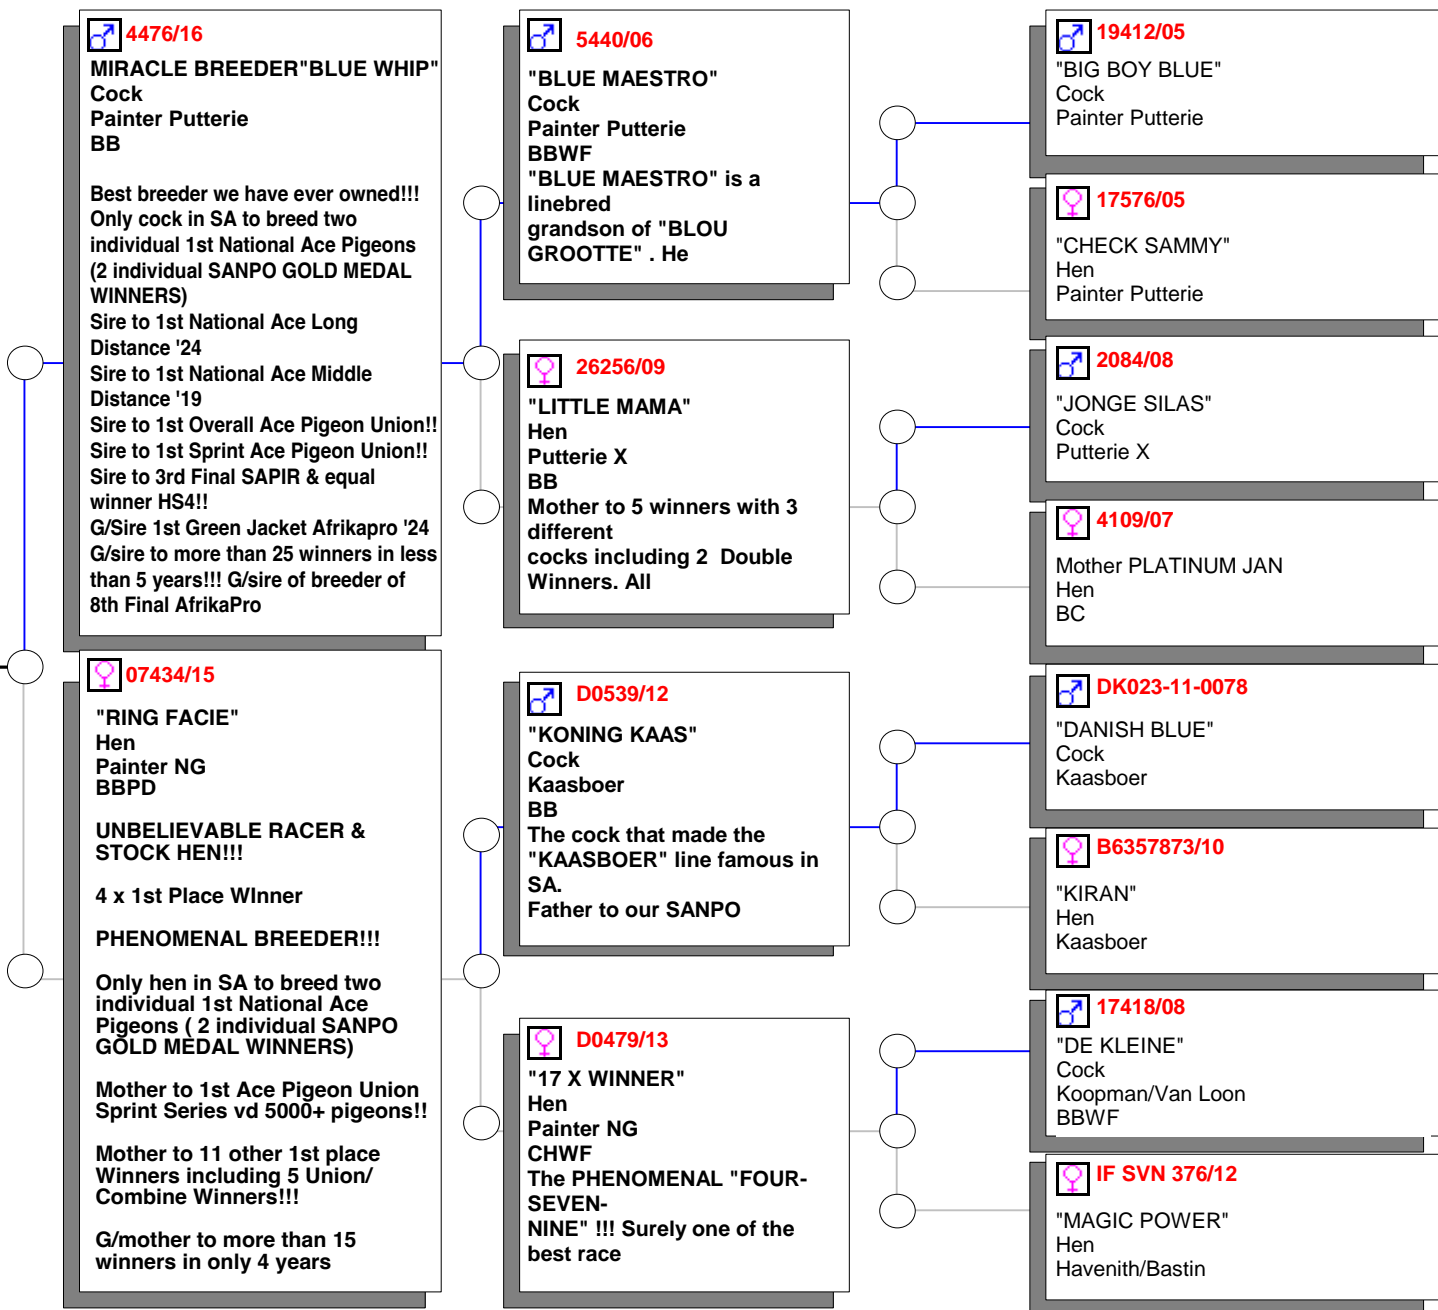 4476/16
MIRACLE BREEDER"BLUE WHIP"
Cock
Painter Putterie
BB
Best breeder we have ever owned!!!
Only cock in SA to breed two
individual 1st National Ace Pigeons
(2 individual SANPO GOLD MEDAL
WINNERS)
Sire to 1st National Ace Long
Distance '24
Sire to 1st National Ace Middle
Distance '19
Sire to 1st Overall Ace Pigeon Union!!
Sire to 1st Sprint Ace Pigeon Union!!
Sire to 3rd Final SAPIR & equal
winner HS4!!
G/Sire 1st Green Jacket Afrikapro '24
G/sire to more than 25 winners in less
than 5 years!!! G/sire of breeder of
8th Final AfrikaPro
07434/15
"RING FACIE"
Hen
Painter NG
BBPD
UNBELIEVABLE RACER &
STOCK HEN!!!
4 x 1st Place WInner
PHENOMENAL BREEDER!!!
Only hen in SA to breed two
individual 1st National Ace
Pigeons ( 2 individual SANPO
GOLD MEDAL WINNERS)
Mother to 1st Ace Pigeon Union
Sprint Series vd 5000+ pigeons!!
Mother to 11 other 1st place
Winners including 5 Union/
Combine Winners!!!
G/mother to more than 15
winners in only 4 years
5440/06
"BLUE MAESTRO"
Cock
Painter Putterie
BBWF
"BLUE MAESTRO" is a
linebred
grandson of "BLOU
GROOTTE" . He
26256/09
"LITTLE MAMA"
Hen
Putterie X
BB
Mother to 5 winners with 3
different
cocks including 2  Double
Winners. All
D0539/12
"KONING KAAS"
Cock
Kaasboer
BB
The cock that made the
"KAASBOER" line famous in
SA.
Father to our SANPO
D0479/13
"17 X WINNER"
Hen
Painter NG
CHWF
The PHENOMENAL "FOUR-
SEVEN-
NINE" !!! Surely one of the
best race
19412/05
"BIG BOY BLUE"
Cock
Painter Putterie
17576/05
"CHECK SAMMY"
Hen
Painter Putterie
2084/08
"JONGE SILAS"
Cock
Putterie X
4109/07
Mother PLATINUM JAN
Hen
BC
DK023-11-0078
"DANISH BLUE"
Cock
Kaasboer
B6357873/10
"KIRAN"
Hen
Kaasboer
17418/08
"DE KLEINE"
Cock
Koopman/Van Loon
BBWF
IF SVN 376/12
"MAGIC POWER"
Hen
Havenith/Bastin